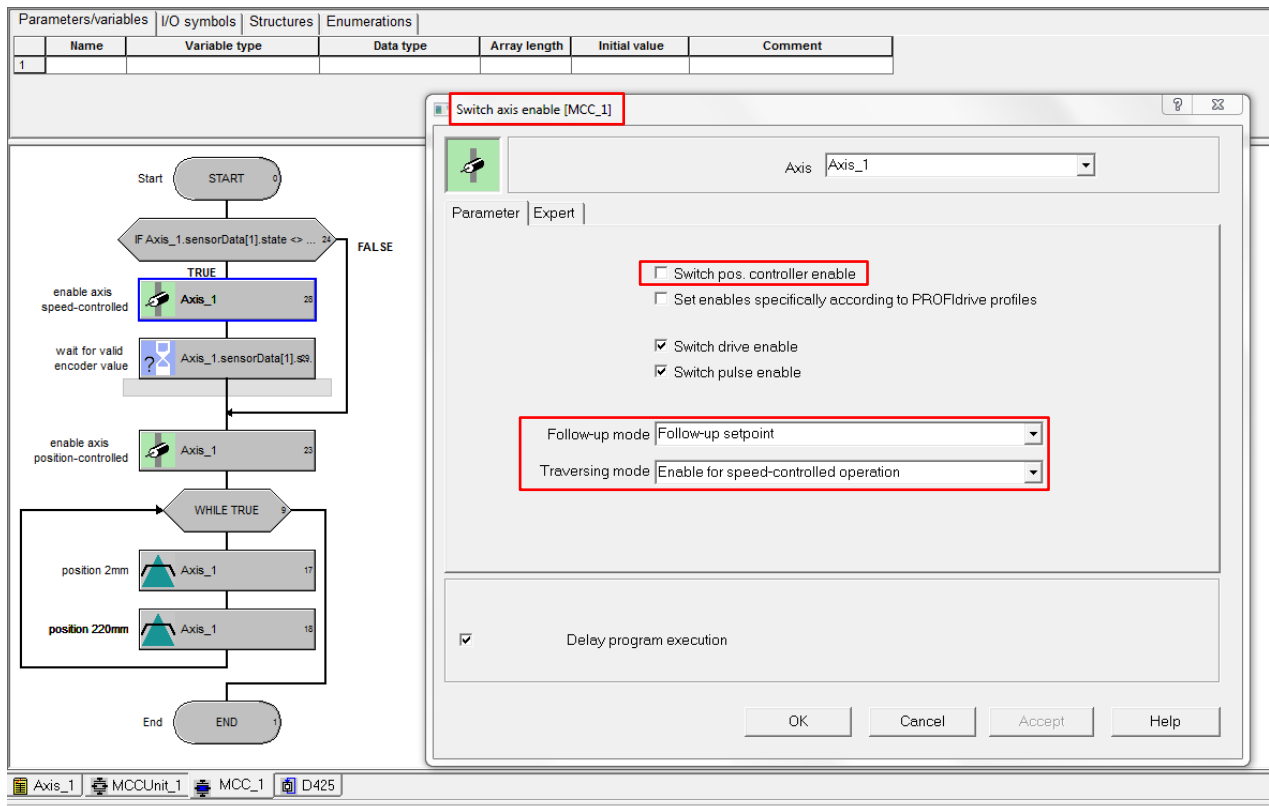 Parameters/variables I/O symbols Structures Enumerations
Name Variable type Data type Array length Initial value Comment
1
Switch axis enable [MCC_1]
Axis Axis_1
Parameter Expert
Switch pos. controller enable
Set enables specifically according to PROFIdrive profiles
Switch drive enable
Switch pulse enable
Follow-up mode Follow-up setpoint
Traversing mode Enable for speed-controlled operation
Delay program execution
OK Cancel Accept Help
Start START 0
IF Axis_1.sensorData[1].state <> ... 24
FALSE
TRUE
enable axis
speed-controlled
Axis_1 28
wait for valid
encoder value
? Axis_1.sensorData[1].s
enable axis
position-controlled
Axis_1 23
WHILE TRUE 9
position 2mm Axis_1 17
position 220mm Axis_1 18
End END 1
Axis_1 MCCUnit_1 MCC_1 D425